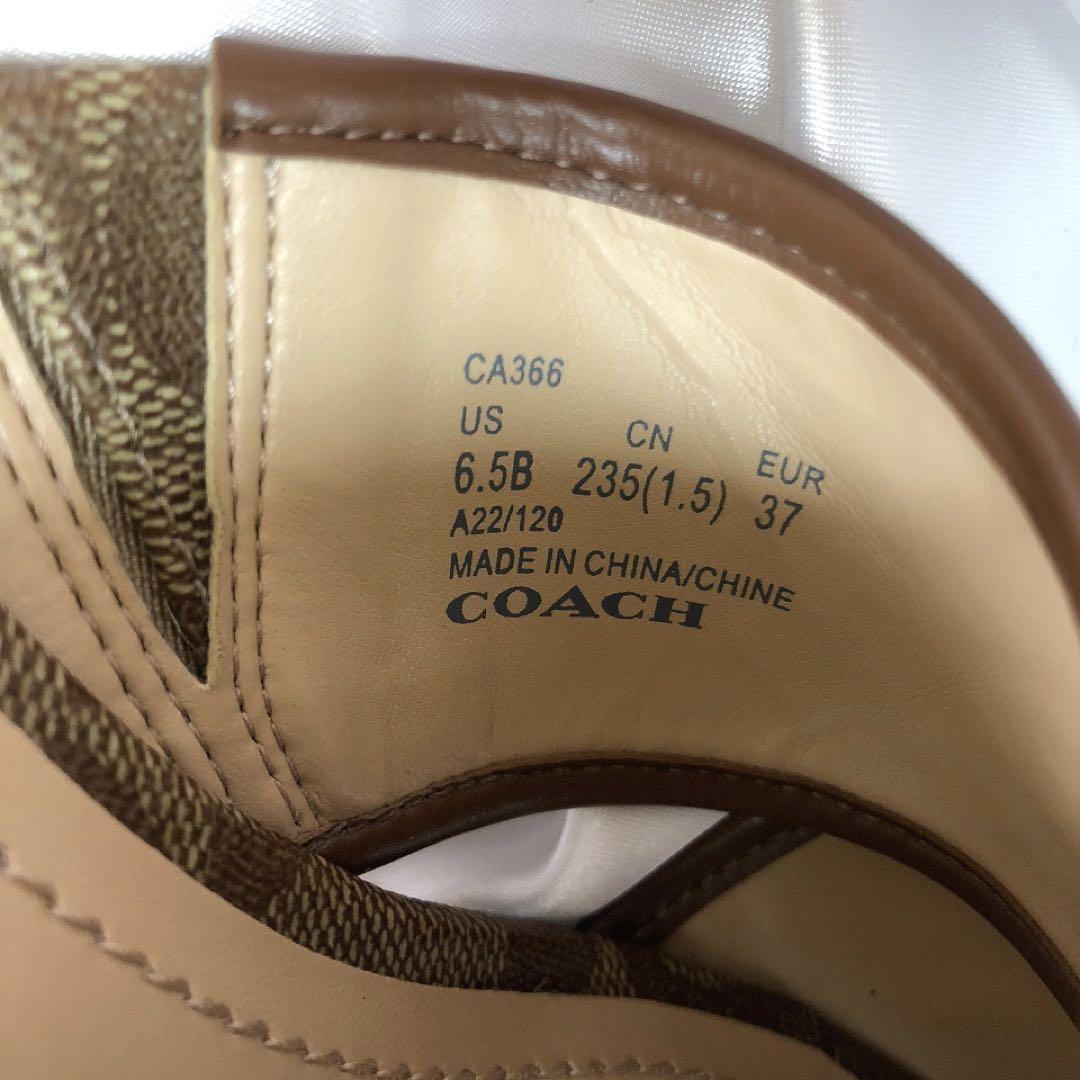 CA366
US CN EUR
6.5B 235(1.5) 37
A22/120
MADE IN CHINA/CHINE
COACH